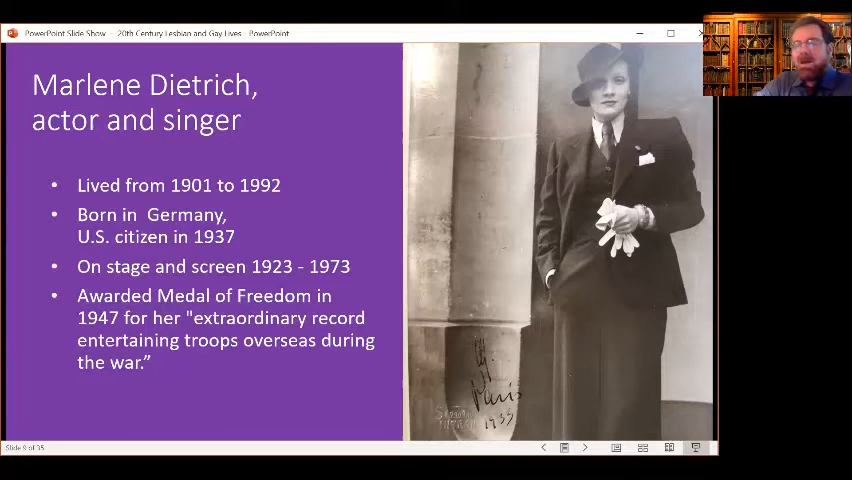 PowerPoint Slide Show - 20th Century Lesbian and Gay Lives - PowerPoint
Marlene Dietrich,
actor and singer
• Lived from 1901 to 1992
• Born in Germany,
U.S. citizen in 1937
• On stage and screen 1923 - 1973
• Awarded Medal of Freedom in
1947 for her "extraordinary record
entertaining troops overseas during
the war.”
Paris
Slide 9 of 35